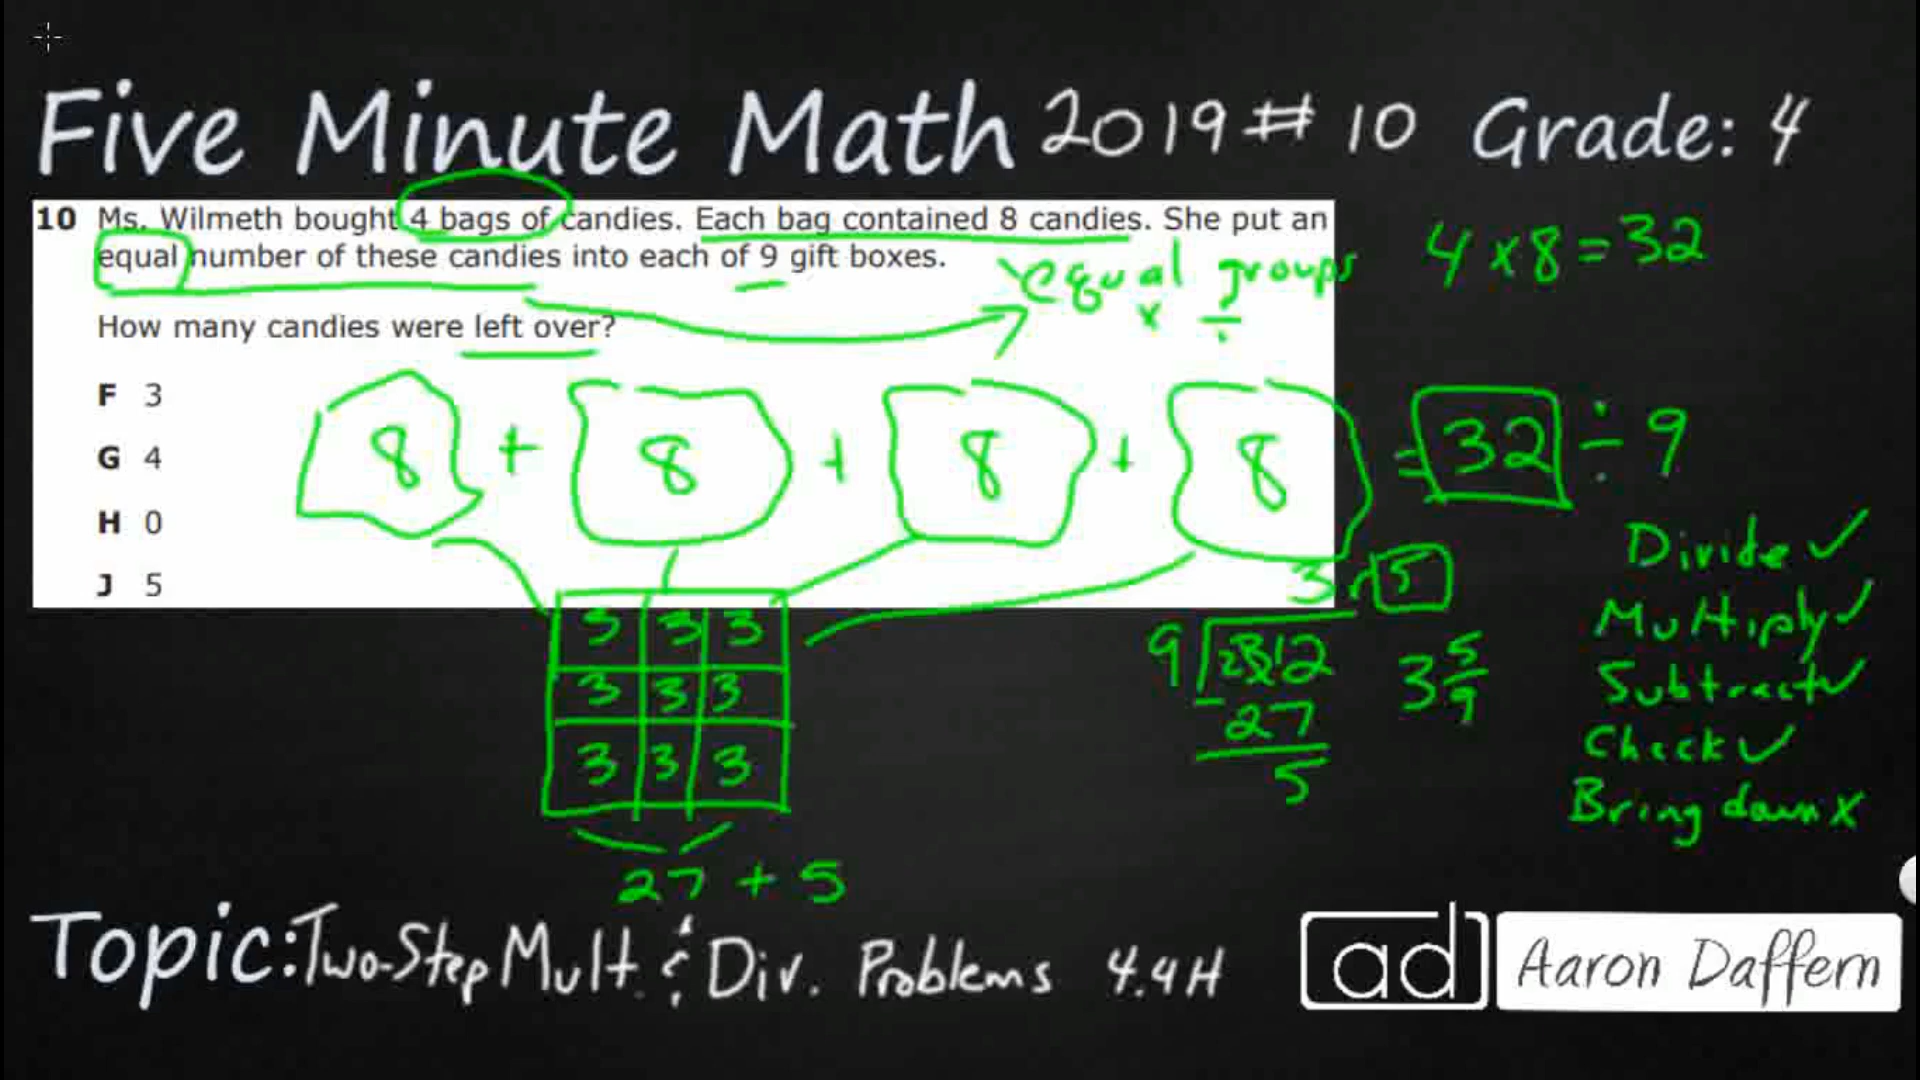 Five Minute Math 2019 # 10 Grade: 4
10 Ms. Wilmeth bought 4 bags of candies. Each bag contained 8 candies. She put an
equal number of these candies into each of 9 gift boxes.
4 x 8 = 32
equal groups
x ÷
How many candies were left over?
F 3
G 4
H 0
J 5
8 + 8 + 8 + 8 = 32 ÷ 9
3 r 5
9 32
- 27
5
3 5/9
3 3 3
3 3 3
3 3 3
27 + 5
Divide ✓
Multiply ✓
Subtract ✓
Check ✓
Bring down x
Topic: Two-Step Mult. & Div. Problems 4.4H
ad Aaron Daffern